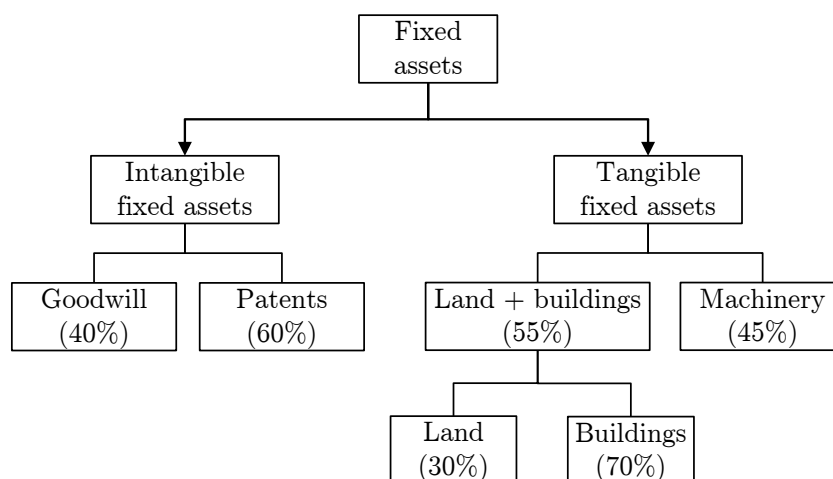 Fixed
assets
Intangible
fixed assets
Tangible
fixed assets
Goodwill
(40%)
Patents
(60%)
Land + buildings
(55%)
Machinery
(45%)
Land
(30%)
Buildings
(70%)